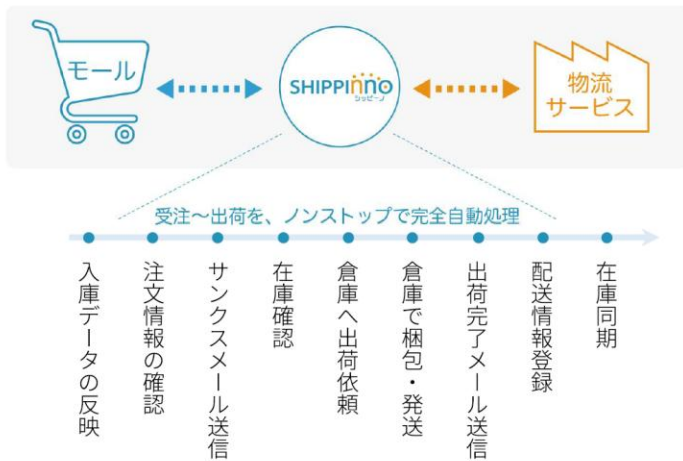 モール
SHIPPinno
シッピーノ
物流
サービス
受注～出荷を、ノンストップで完全自動処理
入庫データの反映
注文情報の確認
サンクスメール送信
在庫確認
倉庫へ出荷依頼
倉庫で梱包・発送
出荷完了メール送信
配送情報登録
在庫同期